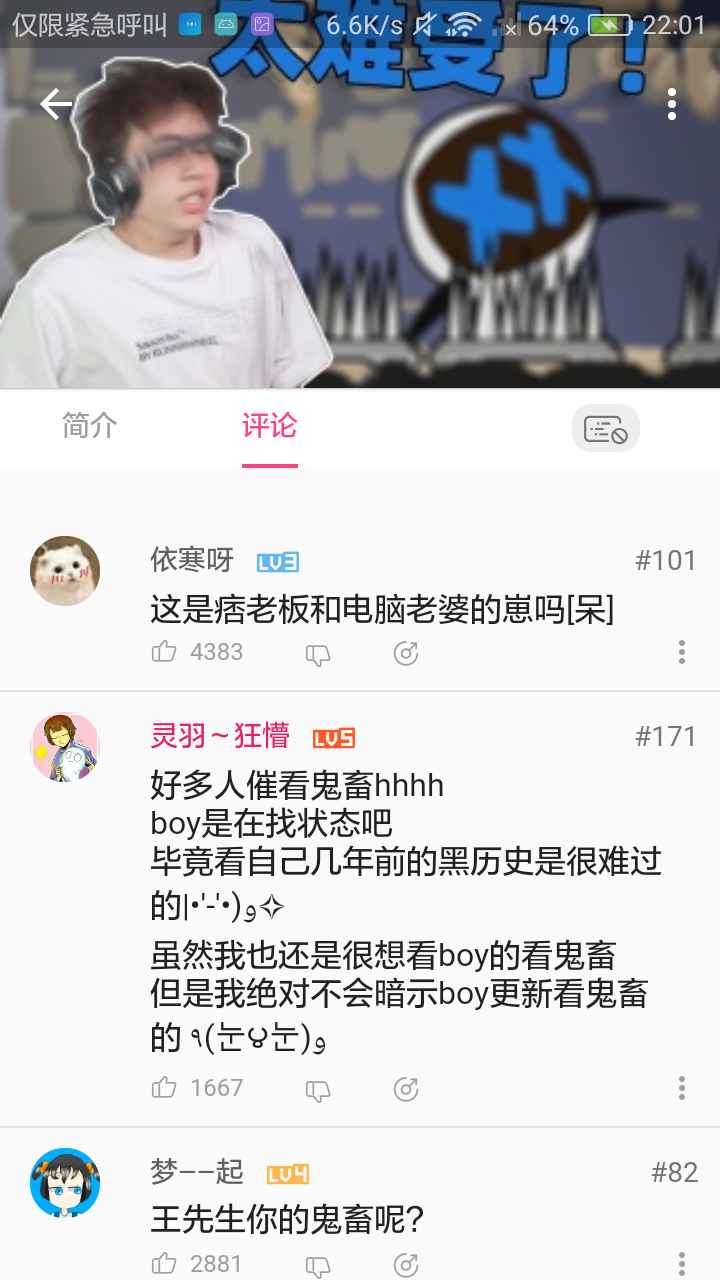 仅限紧急呼叫 6.6K/s 64% 22:01
太难受了!
简介 评论
依寒呀 LV3 #101
这是痞老板和电脑老婆的崽吗[呆]
4383
灵羽~狂懵 LV5 #171
好多人催看鬼畜hhhh
boy是在找状态吧
毕竟看自己几年前的黑历史是很难过
的|•'-'•)و✧
虽然我也还是很想看boy的看鬼畜
但是我绝对不会暗示boy更新看鬼畜
的 ٩(눈౪눈)و
1667
梦––起 LV4 #82
王先生你的鬼畜呢?
2881